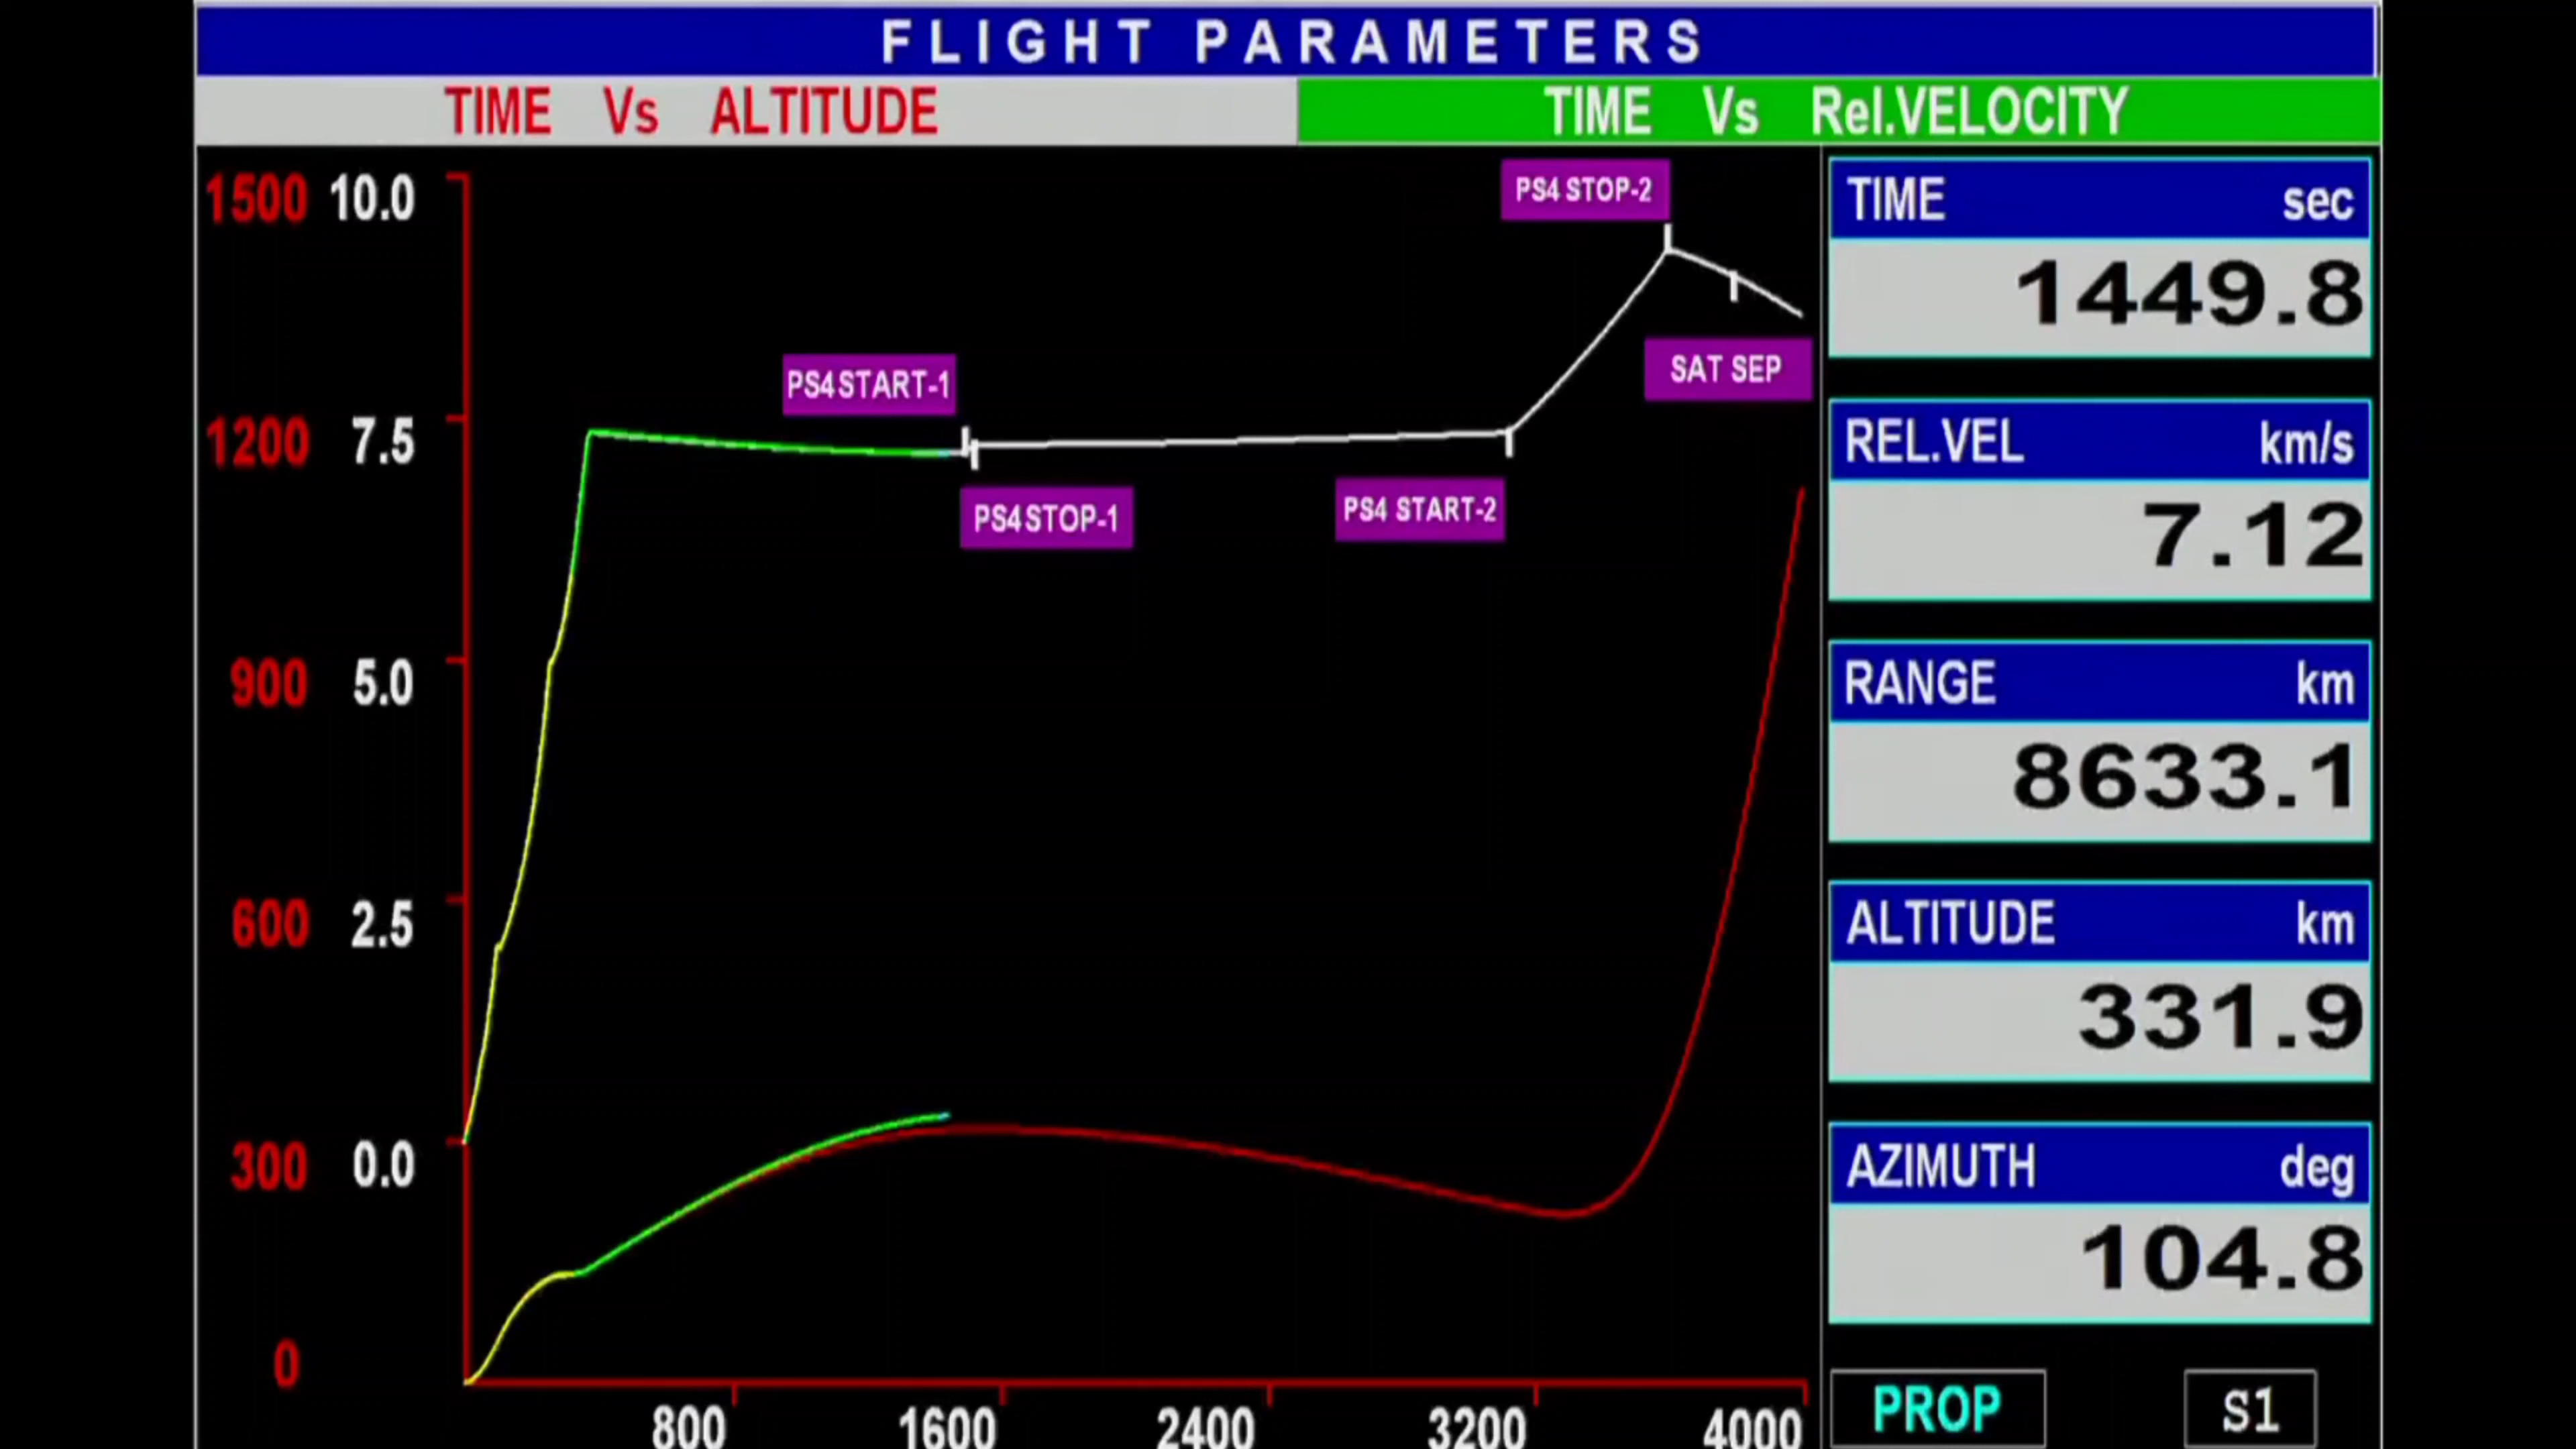 FLIGHT PARAMETERS
TIME Vs ALTITUDE
TIME Vs Rel.VELOCITY
1500 10.0
1200 7.5
900 5.0
600 2.5
300 0.0
0
800 1600 2400 3200 4000
PS4 STOP-2
PS4 START-1
SAT SEP
PS4 STOP-1
PS4 START-2
TIME sec
1449.8
REL.VEL km/s
7.12
RANGE km
8633.1
ALTITUDE km
331.9
AZIMUTH deg
104.8
PROP S1